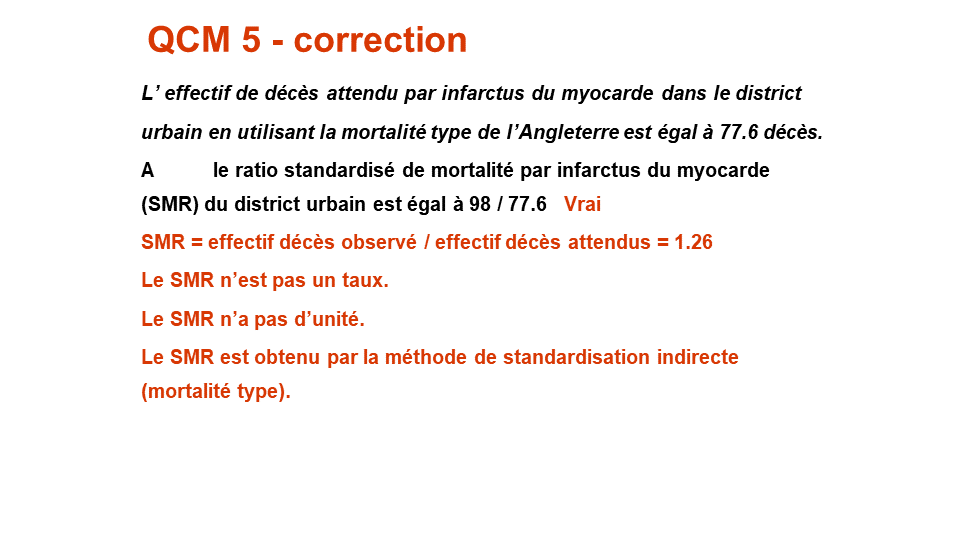 QCM 5 - correction
L’ effectif de décès attendu par infarctus du myocarde dans le district
urbain en utilisant la mortalité type de l’Angleterre est égal à 77.6 décès.
A le ratio standardisé de mortalité par infarctus du myocarde
(SMR) du district urbain est égal à 98 / 77.6 Vrai
SMR = effectif décès observé / effectif décès attendus = 1.26
Le SMR n’est pas un taux.
Le SMR n’a pas d’unité.
Le SMR est obtenu par la méthode de standardisation indirecte
(mortalité type).